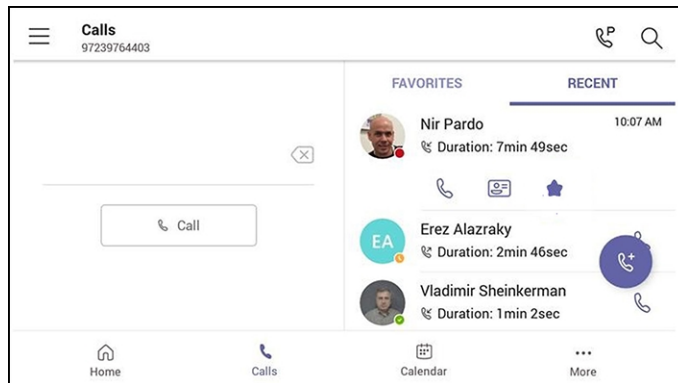 Calls
97239764403
P
FAVORITES
RECENT
Nir Pardo
10:07 AM
Duration: 7min 49sec
EA
Erez Alazraky
Duration: 2min 46sec
Vladimir Sheinkerman
Duration: 1min 2sec
Call
Home
Calls
Calendar
More